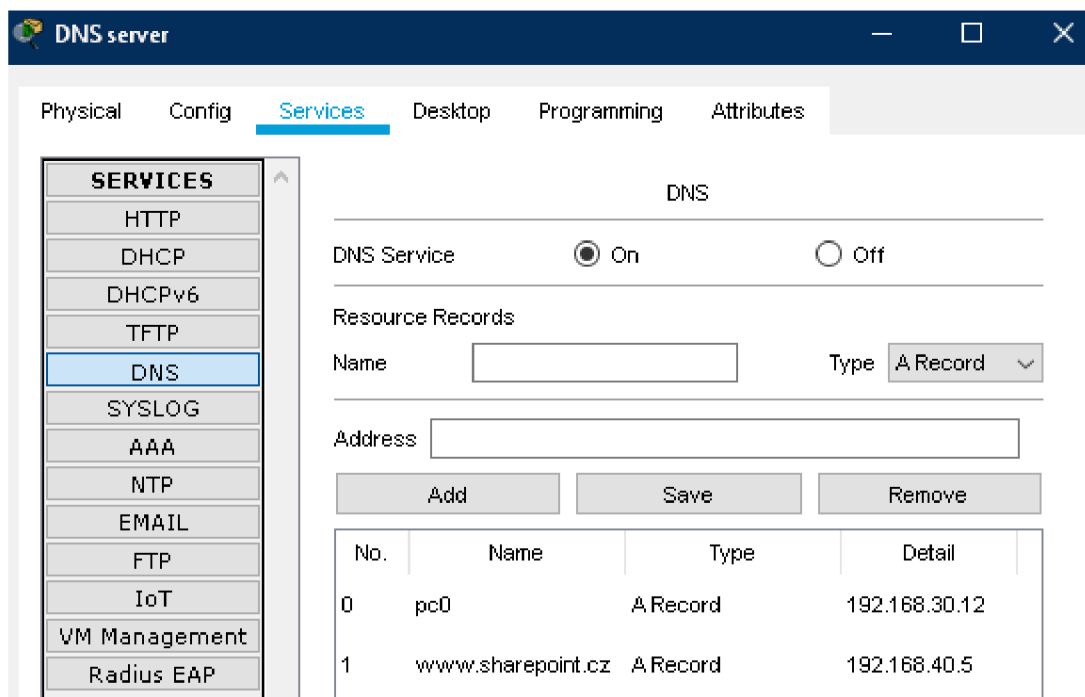 DNS server
Physical Config Services Desktop Programming Attributes
SERVICES
HTTP
DHCP
DHCPv6
TFTP
DNS
SYSLOG
AAA
NTP
EMAIL
FTP
IoT
VM Management
Radius EAP
DNS
DNS Service On Off
Resource Records
Name Type A Record
Address
Add Save Remove
No. Name Type Detail
0 pc0 A Record 192.168.30.12
1 www.sharepoint.cz A Record 192.168.40.5